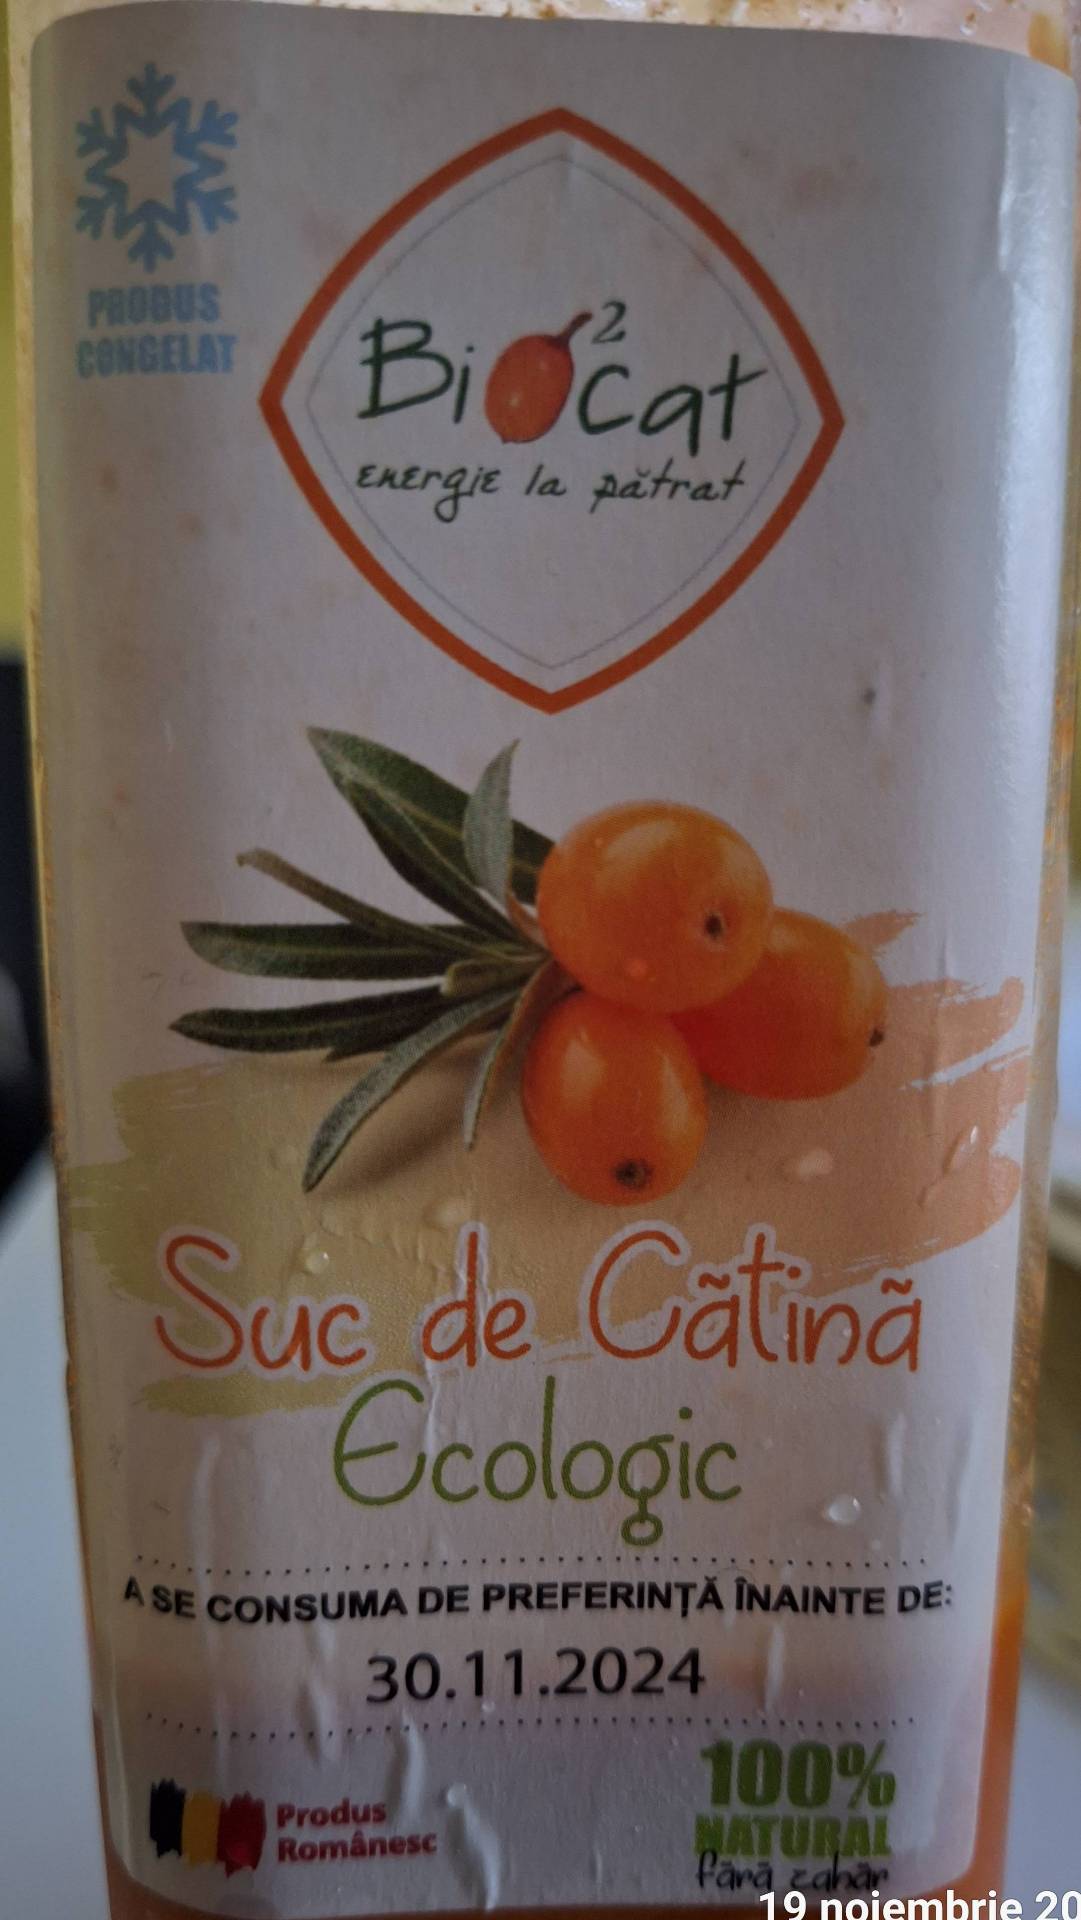 PRODUS
CONGELAT
Bio²Cat
energie la pătrat
Suc de Cătină
Ecologic
A SE CONSUMA DE PREFERINȚĂ ÎNAINTE DE:
30.11.2024
Produs
Românesc
100%
NATURAL
fără zahăr
19 noiembrie 20